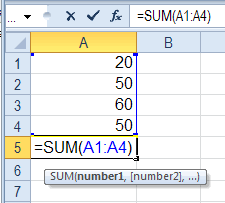 ... =SUM(A1:A4)
A B
1 20
2 50
3 60
4 50
5 =SUM(A1:A4)
6 SUM(number1, [number2], ...)
7